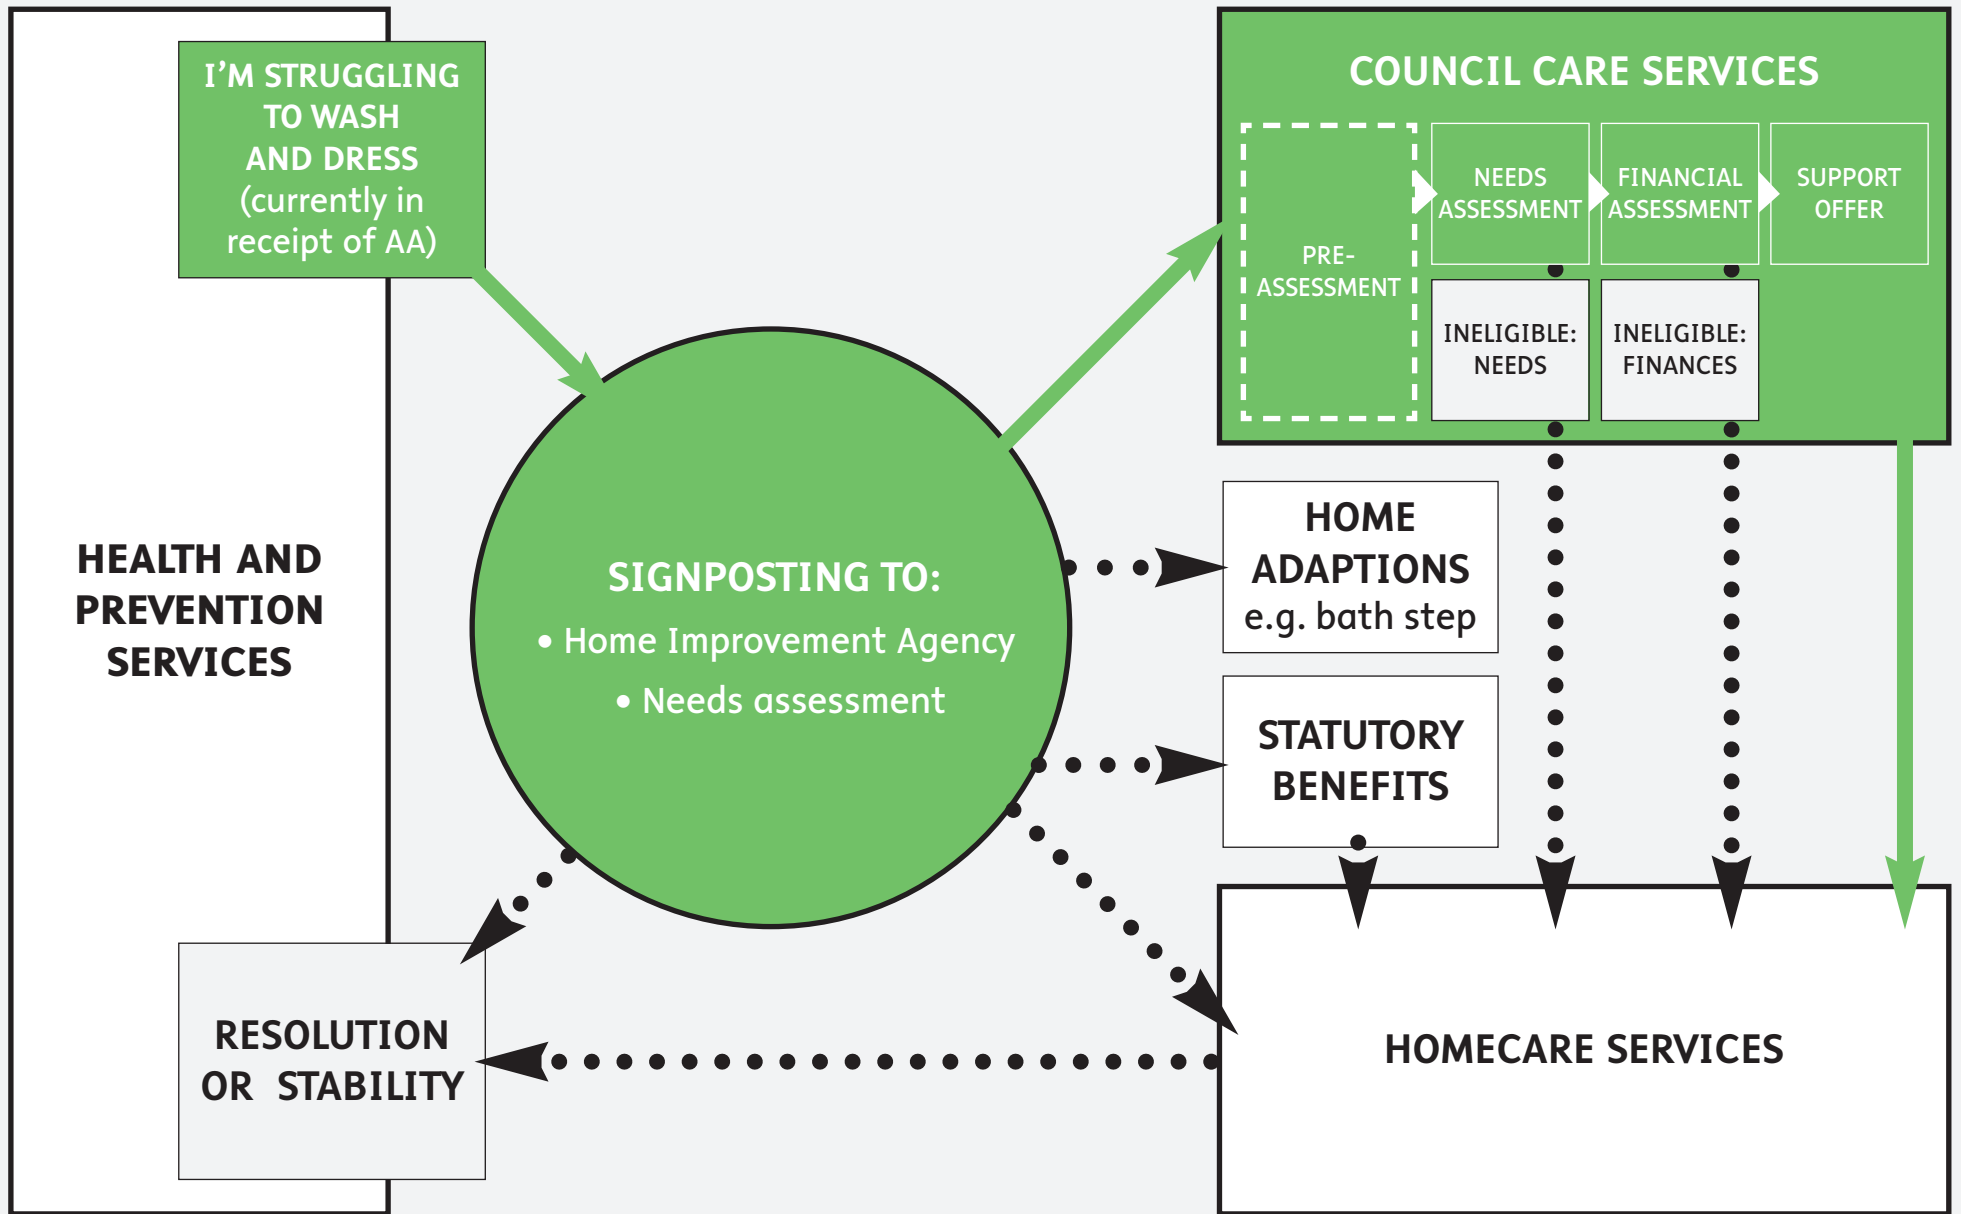 I’M STRUGGLING
TO WASH
AND DRESS
(currently in
receipt of AA)
HEALTH AND
PREVENTION
SERVICES
RESOLUTION
OR STABILITY
SIGNPOSTING TO:
• Home Improvement Agency
• Needs assessment
COUNCIL CARE SERVICES
PRE-
ASSESSMENT
NEEDS
ASSESSMENT
FINANCIAL
ASSESSMENT
SUPPORT
OFFER
INELIGIBLE:
NEEDS
INELIGIBLE:
FINANCES
HOME
ADAPTIONS
e.g. bath step
STATUTORY
BENEFITS
HOMECARE SERVICES